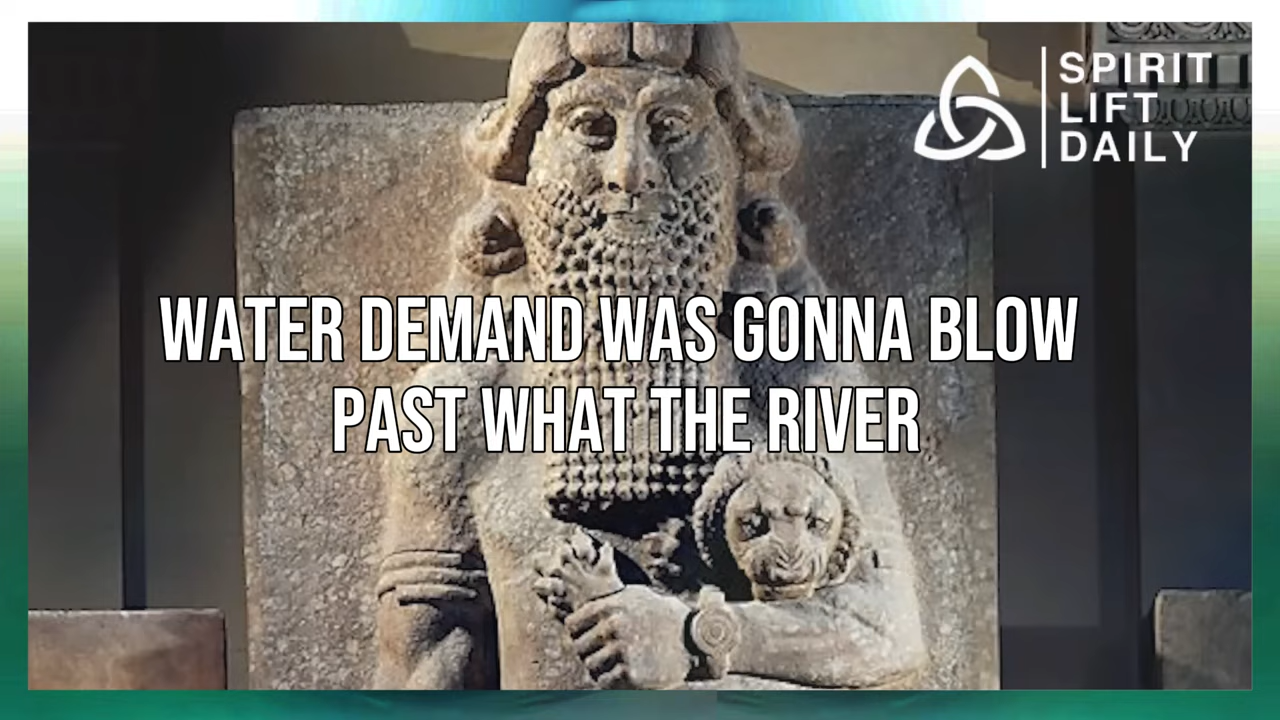 SPIRIT
LIFT
DAILY
WATER DEMAND WAS GONNA BLOW
PAST WHAT THE RIVER